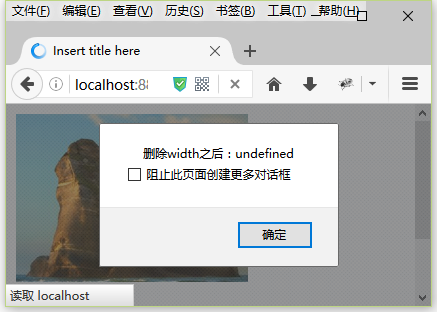 文件(F) 编辑(E) 查看(V) 历史(S) 书签(B) 工具(T) 帮助(H)
Insert title here
localhost:88
删除width之后：undefined
阻止此页面创建更多对话框
确定
读取 localhost